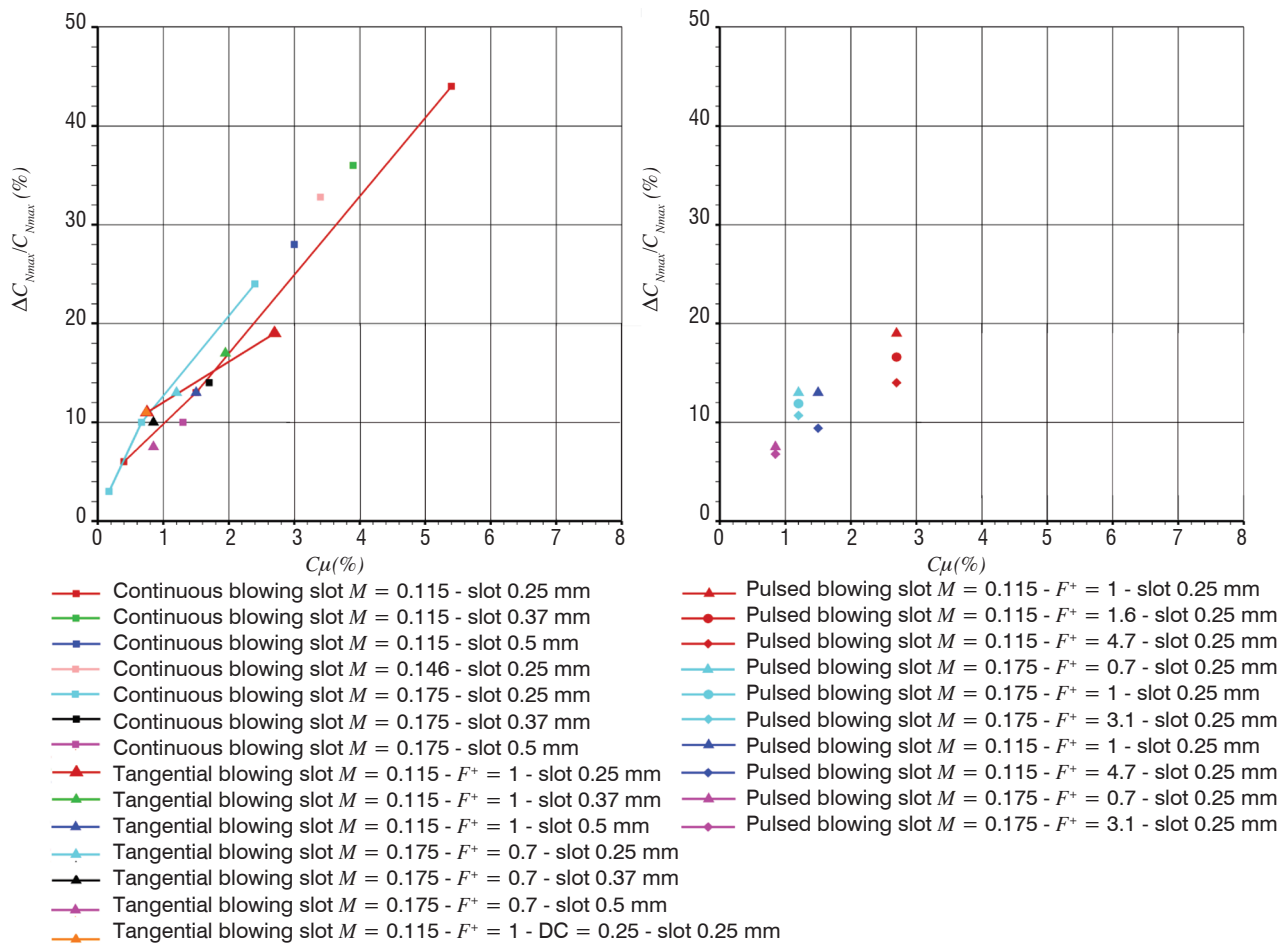 50
40
30
20
10
0
ΔC_Nmax/C_Nmax (%)
0 1 2 3 4 5 6 7 8
Cμ(%)
Continuous blowing slot M = 0.115 - slot 0.25 mm
Continuous blowing slot M = 0.115 - slot 0.37 mm
Continuous blowing slot M = 0.115 - slot 0.5 mm
Continuous blowing slot M = 0.146 - slot 0.25 mm
Continuous blowing slot M = 0.175 - slot 0.25 mm
Continuous blowing slot M = 0.175 - slot 0.37 mm
Continuous blowing slot M = 0.175 - slot 0.5 mm
Tangential blowing slot M = 0.115 - F⁺ = 1 - slot 0.25 mm
Tangential blowing slot M = 0.115 - F⁺ = 1 - slot 0.37 mm
Tangential blowing slot M = 0.115 - F⁺ = 1 - slot 0.5 mm
Tangential blowing slot M = 0.175 - F⁺ = 0.7 - slot 0.25 mm
Tangential blowing slot M = 0.175 - F⁺ = 0.7 - slot 0.37 mm
Tangential blowing slot M = 0.175 - F⁺ = 0.7 - slot 0.5 mm
Tangential blowing slot M = 0.115 - F⁺ = 1 - DC = 0.25 - slot 0.25 mm
50
40
30
20
10
0
ΔC_Nmax/C_Nmax (%)
0 1 2 3 4 5 6 7 8
Cμ(%)
Pulsed blowing slot M = 0.115 - F⁺ = 1 - slot 0.25 mm
Pulsed blowing slot M = 0.115 - F⁺ = 1.6 - slot 0.25 mm
Pulsed blowing slot M = 0.115 - F⁺ = 4.7 - slot 0.25 mm
Pulsed blowing slot M = 0.175 - F⁺ = 0.7 - slot 0.25 mm
Pulsed blowing slot M = 0.175 - F⁺ = 1 - slot 0.25 mm
Pulsed blowing slot M = 0.175 - F⁺ = 3.1 - slot 0.25 mm
Pulsed blowing slot M = 0.115 - F⁺ = 1 - slot 0.25 mm
Pulsed blowing slot M = 0.115 - F⁺ = 4.7 - slot 0.25 mm
Pulsed blowing slot M = 0.175 - F⁺ = 0.7 - slot 0.25 mm
Pulsed blowing slot M = 0.175 - F⁺ = 3.1 - slot 0.25 mm